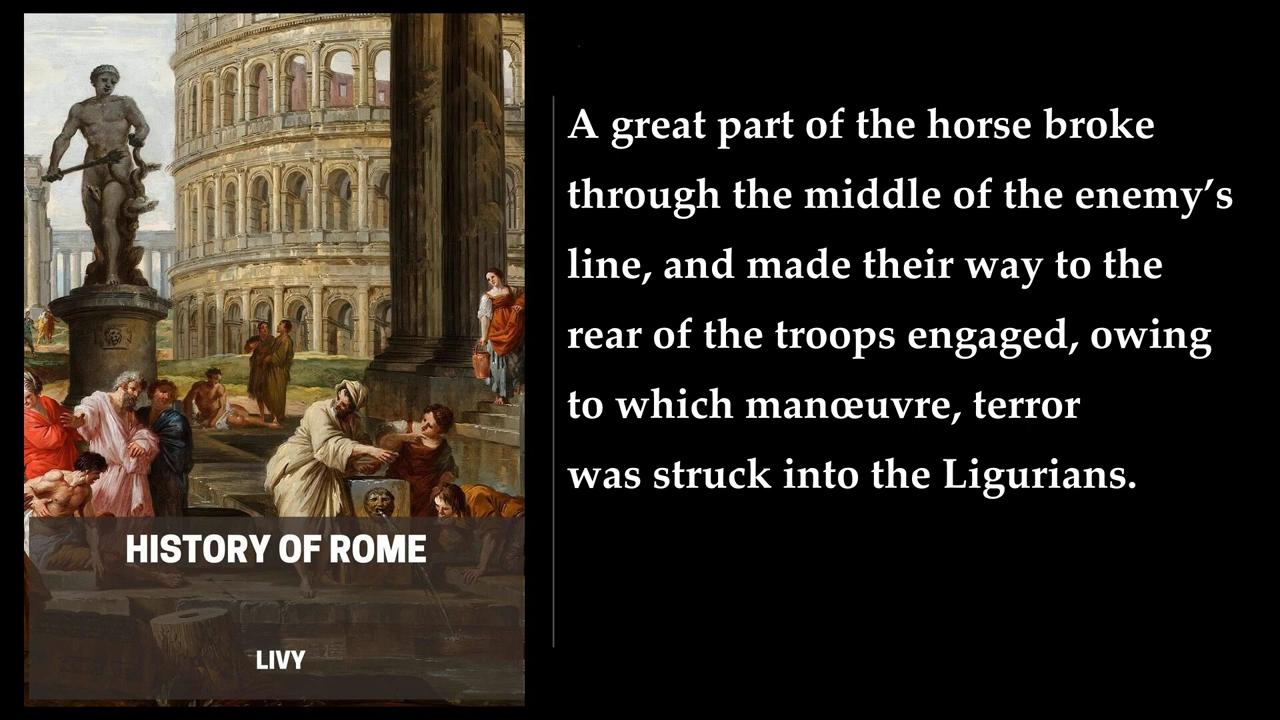 HISTORY OF ROME
LIVY
A great part of the horse broke
through the middle of the enemy’s
line, and made their way to the
rear of the troops engaged, owing
to which manœuvre, terror
was struck into the Ligurians.